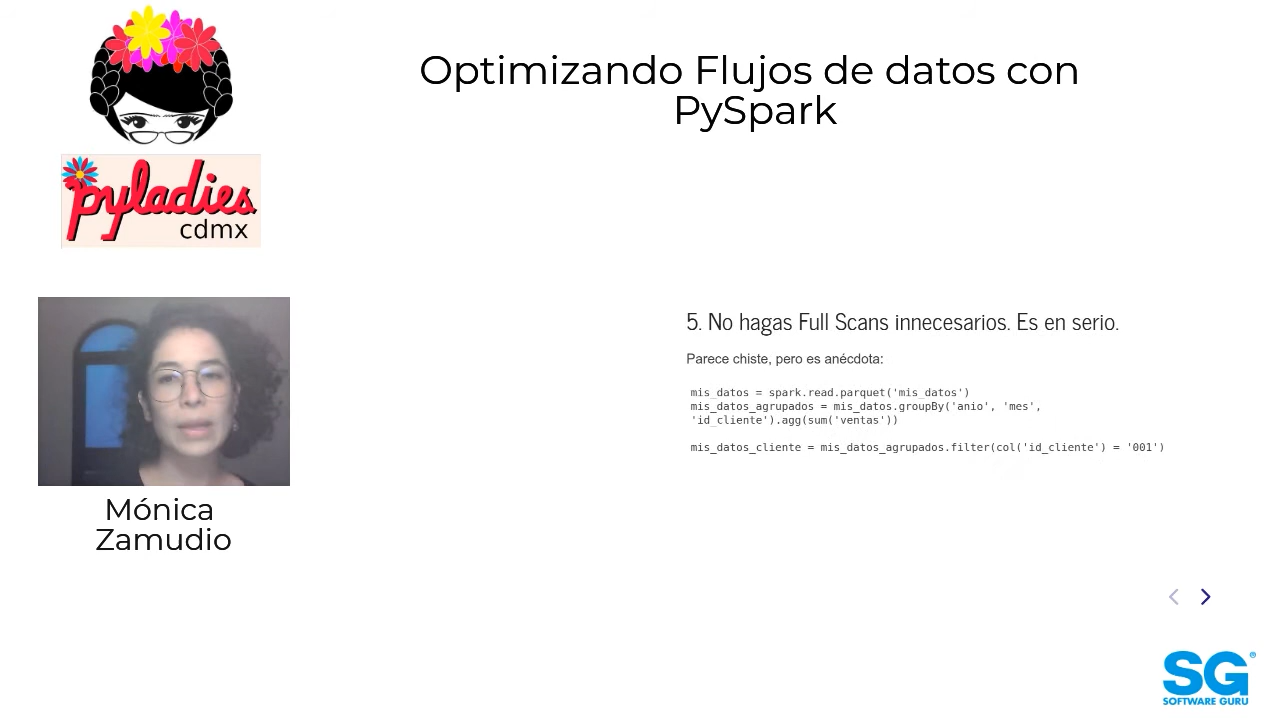 Optimizando Flujos de datos con
PySpark
pyladies
cdmx
5. No hagas Full Scans innecesarios. Es en serio.
Parece chiste, pero es anécdota:
mis_datos = spark.read.parquet('mis_datos')
mis_datos_agrupados = mis_datos.groupBy('anio', 'mes',
'id_cliente').agg(sum('ventas'))
mis_datos_cliente = mis_datos_agrupados.filter(col('id_cliente') = '001')
Mónica
Zamudio
SG®
SOFTWARE GURU